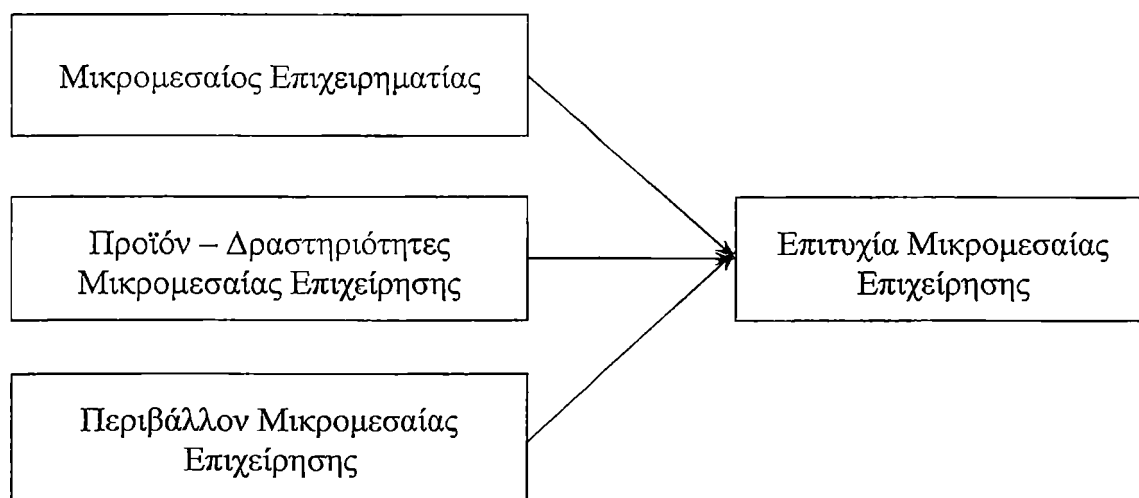 Μικρομεσαίος Επιχειρηματίας
Προϊόν – Δραστηριότητες
Μικρομεσαίας Επιχείρησης
Επιτυχία Μικρομεσαίας
Επιχείρησης
Περιβάλλον Μικρομεσαίας
Επιχείρησης